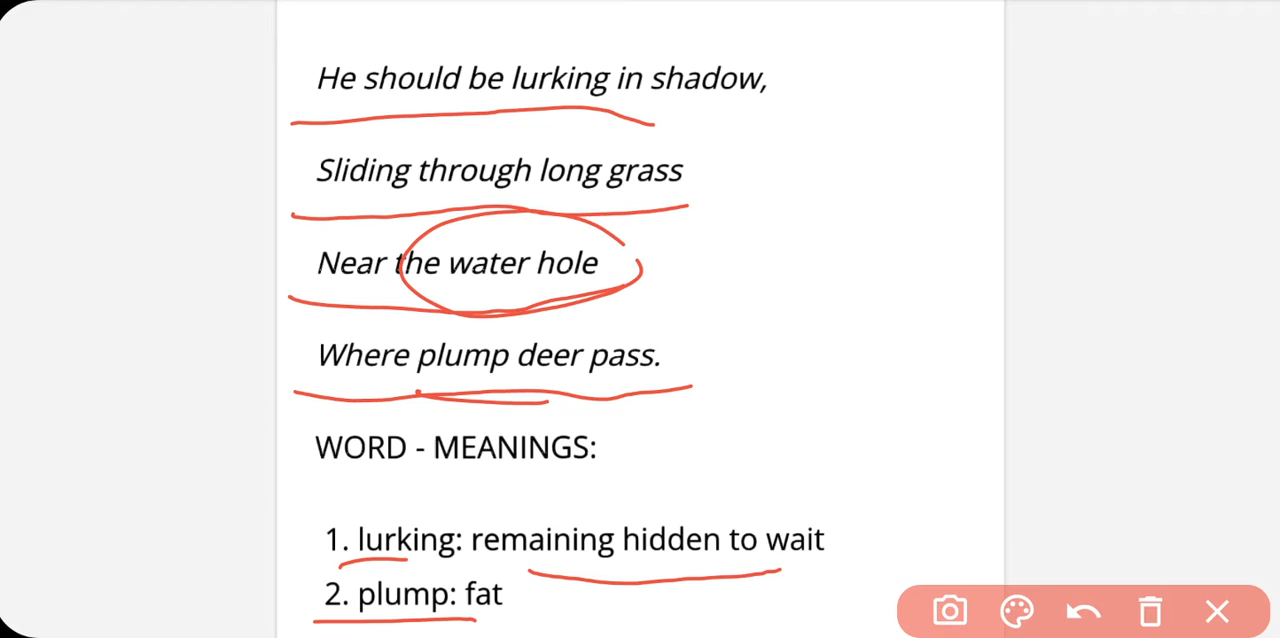 He should be lurking in shadow,
Sliding through long grass
Near the water hole
Where plump deer pass.
WORD - MEANINGS:
1. lurking: remaining hidden to wait
2. plump: fat